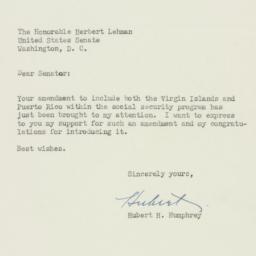 The Honorable Herbert Lehman
United States Senate
Washington, D. C.
Dear Senator:
Your amendment to include both the Virgin Islands and
Puerto Rico within the social security program has
just been brought to my attention. I want to express
to you my support for such an amendment and my congratu-
lations for introducing it.
Best wishes.
Sincerely yours,
Hubert
Hubert H. Humphrey